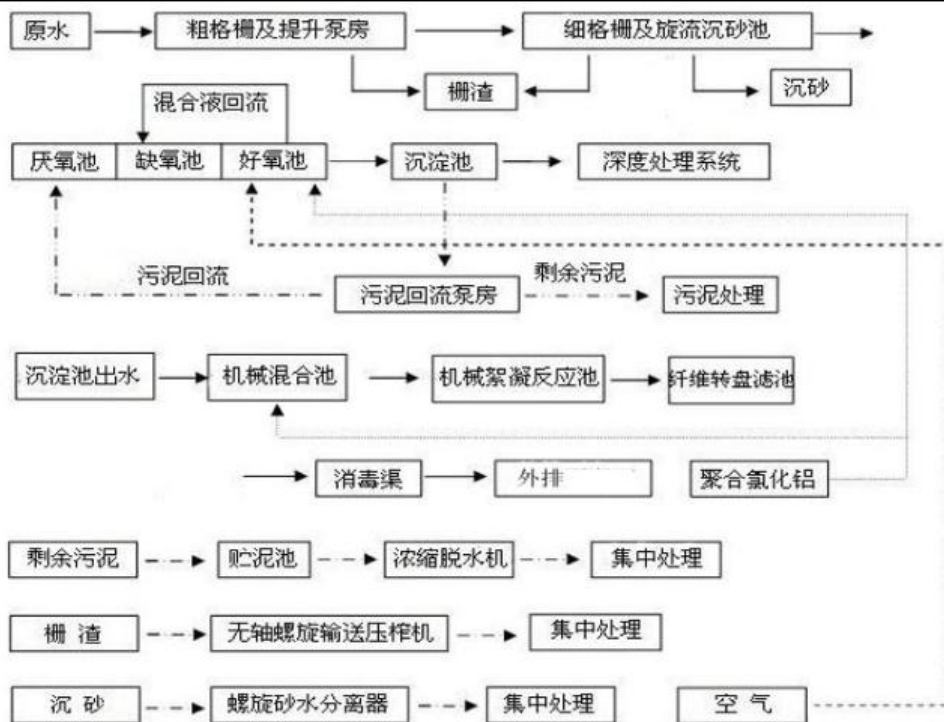 原水
粗格栅及提升泵房
细格栅及旋流沉砂池
栅渣
沉砂
混合液回流
厌氧池
缺氧池
好氧池
沉淀池
深度处理系统
污泥回流
污泥回流泵房
剩余污泥
污泥处理
沉淀池出水
机械混合池
机械絮凝反应池
纤维转盘滤池
消毒渠
外排
聚合氯化铝
剩余污泥
贮泥池
浓缩脱水机
集中处理
栅渣
无轴螺旋输送压榨机
集中处理
沉砂
螺旋砂水分离器
集中处理
空气